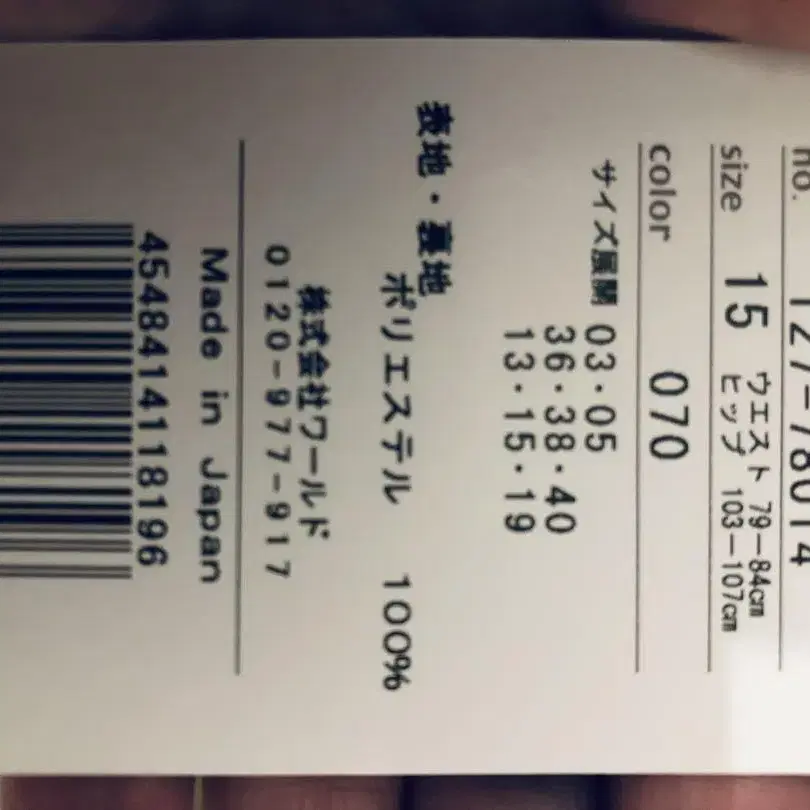 no. 127-78014
size 15 ウエスト 79-84cm
ヒップ 103-107cm
color 070
サイズ展開 03・05
36・38・40
13・15・19
表地・裏地
ポリエステル 100%
株式会社ワールド
0120-977-917
Made in Japan
4548414118196